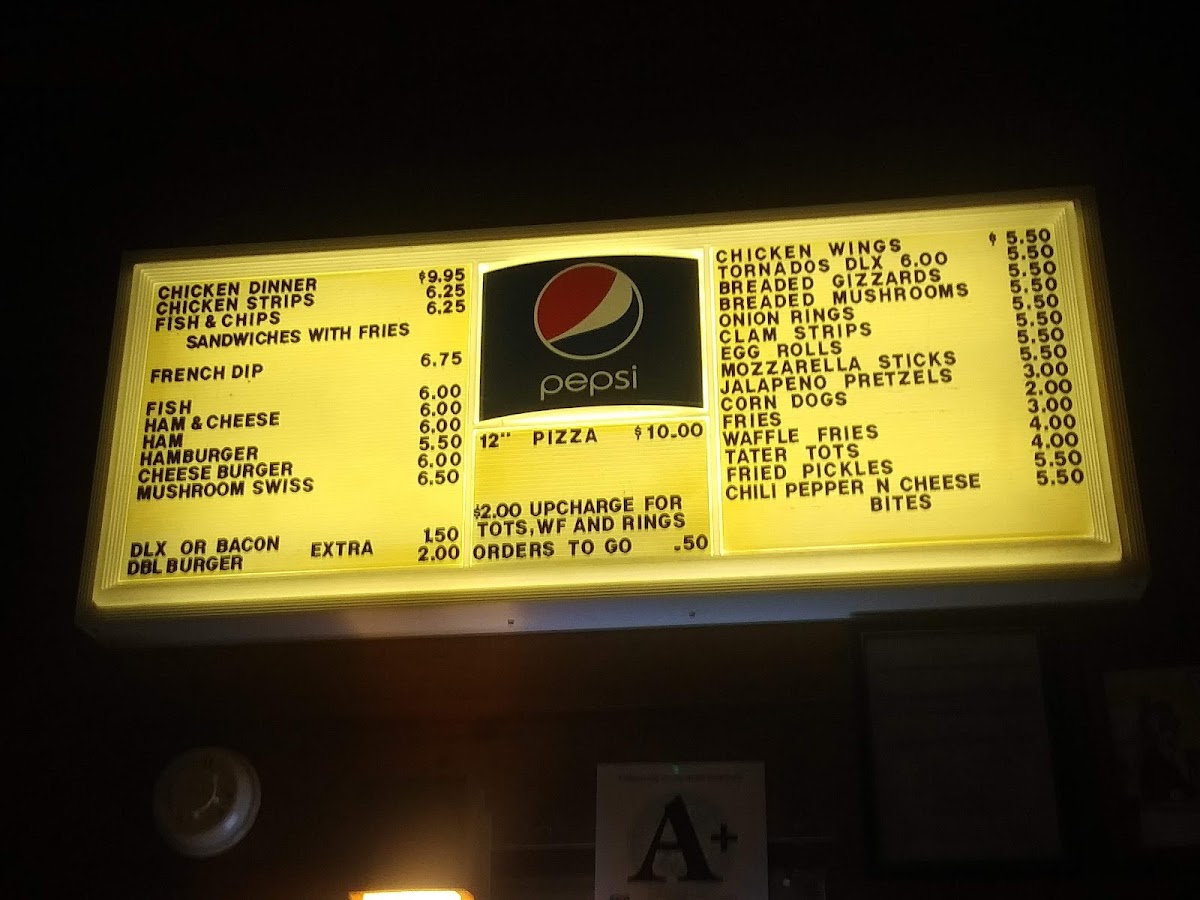 CHICKEN DINNER $9.95
CHICKEN STRIPS 6.25
FISH & CHIPS 6.25
SANDWICHES WITH FRIES
FRENCH DIP 6.75
FISH 6.00
HAM & CHEESE 6.00
HAM 6.00
HAMBURGER 5.50
CHEESE BURGER 6.00
MUSHROOM SWISS 6.50
DLX OR BACON EXTRA 1.50
DBL BURGER 2.00
pepsi
12" PIZZA $10.00
$2.00 UPCHARGE FOR
TOTS,WF AND RINGS
ORDERS TO GO .50
CHICKEN WINGS $ 5.50
TORNADOS DLX 6.00 5.50
BREADED GIZZARDS 5.50
BREADED MUSHROOMS 5.50
ONION RINGS 5.50
CLAM STRIPS 5.50
EGG ROLLS 5.50
MOZZARELLA STICKS 5.50
JALAPENO PRETZELS 3.00
CORN DOGS 2.00
FRIES 3.00
WAFFLE FRIES 4.00
TATER TOTS 4.00
FRIED PICKLES 5.50
CHILI PEPPER N CHEESE 5.50
BITES
A+